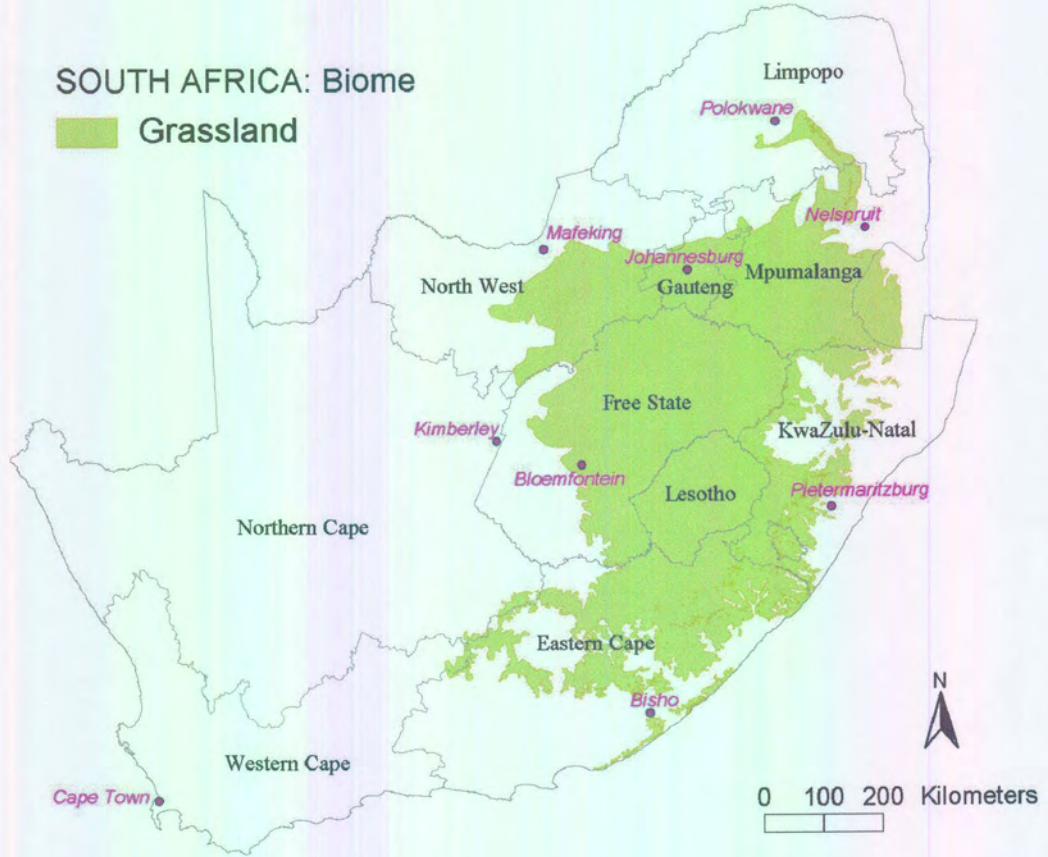 SOUTH AFRICA: Biome
Grassland
Limpopo
Polokwane
Nelspruit
Mafeking
Johannesburg
Mpumalanga
North West
Gauteng
Free State
KwaZulu-Natal
Kimberley
Bloemfontein
Lesotho
Pietermaritzburg
Northern Cape
Eastern Cape
Bisho
N
Western Cape
Cape Town
0 100 200 Kilometers